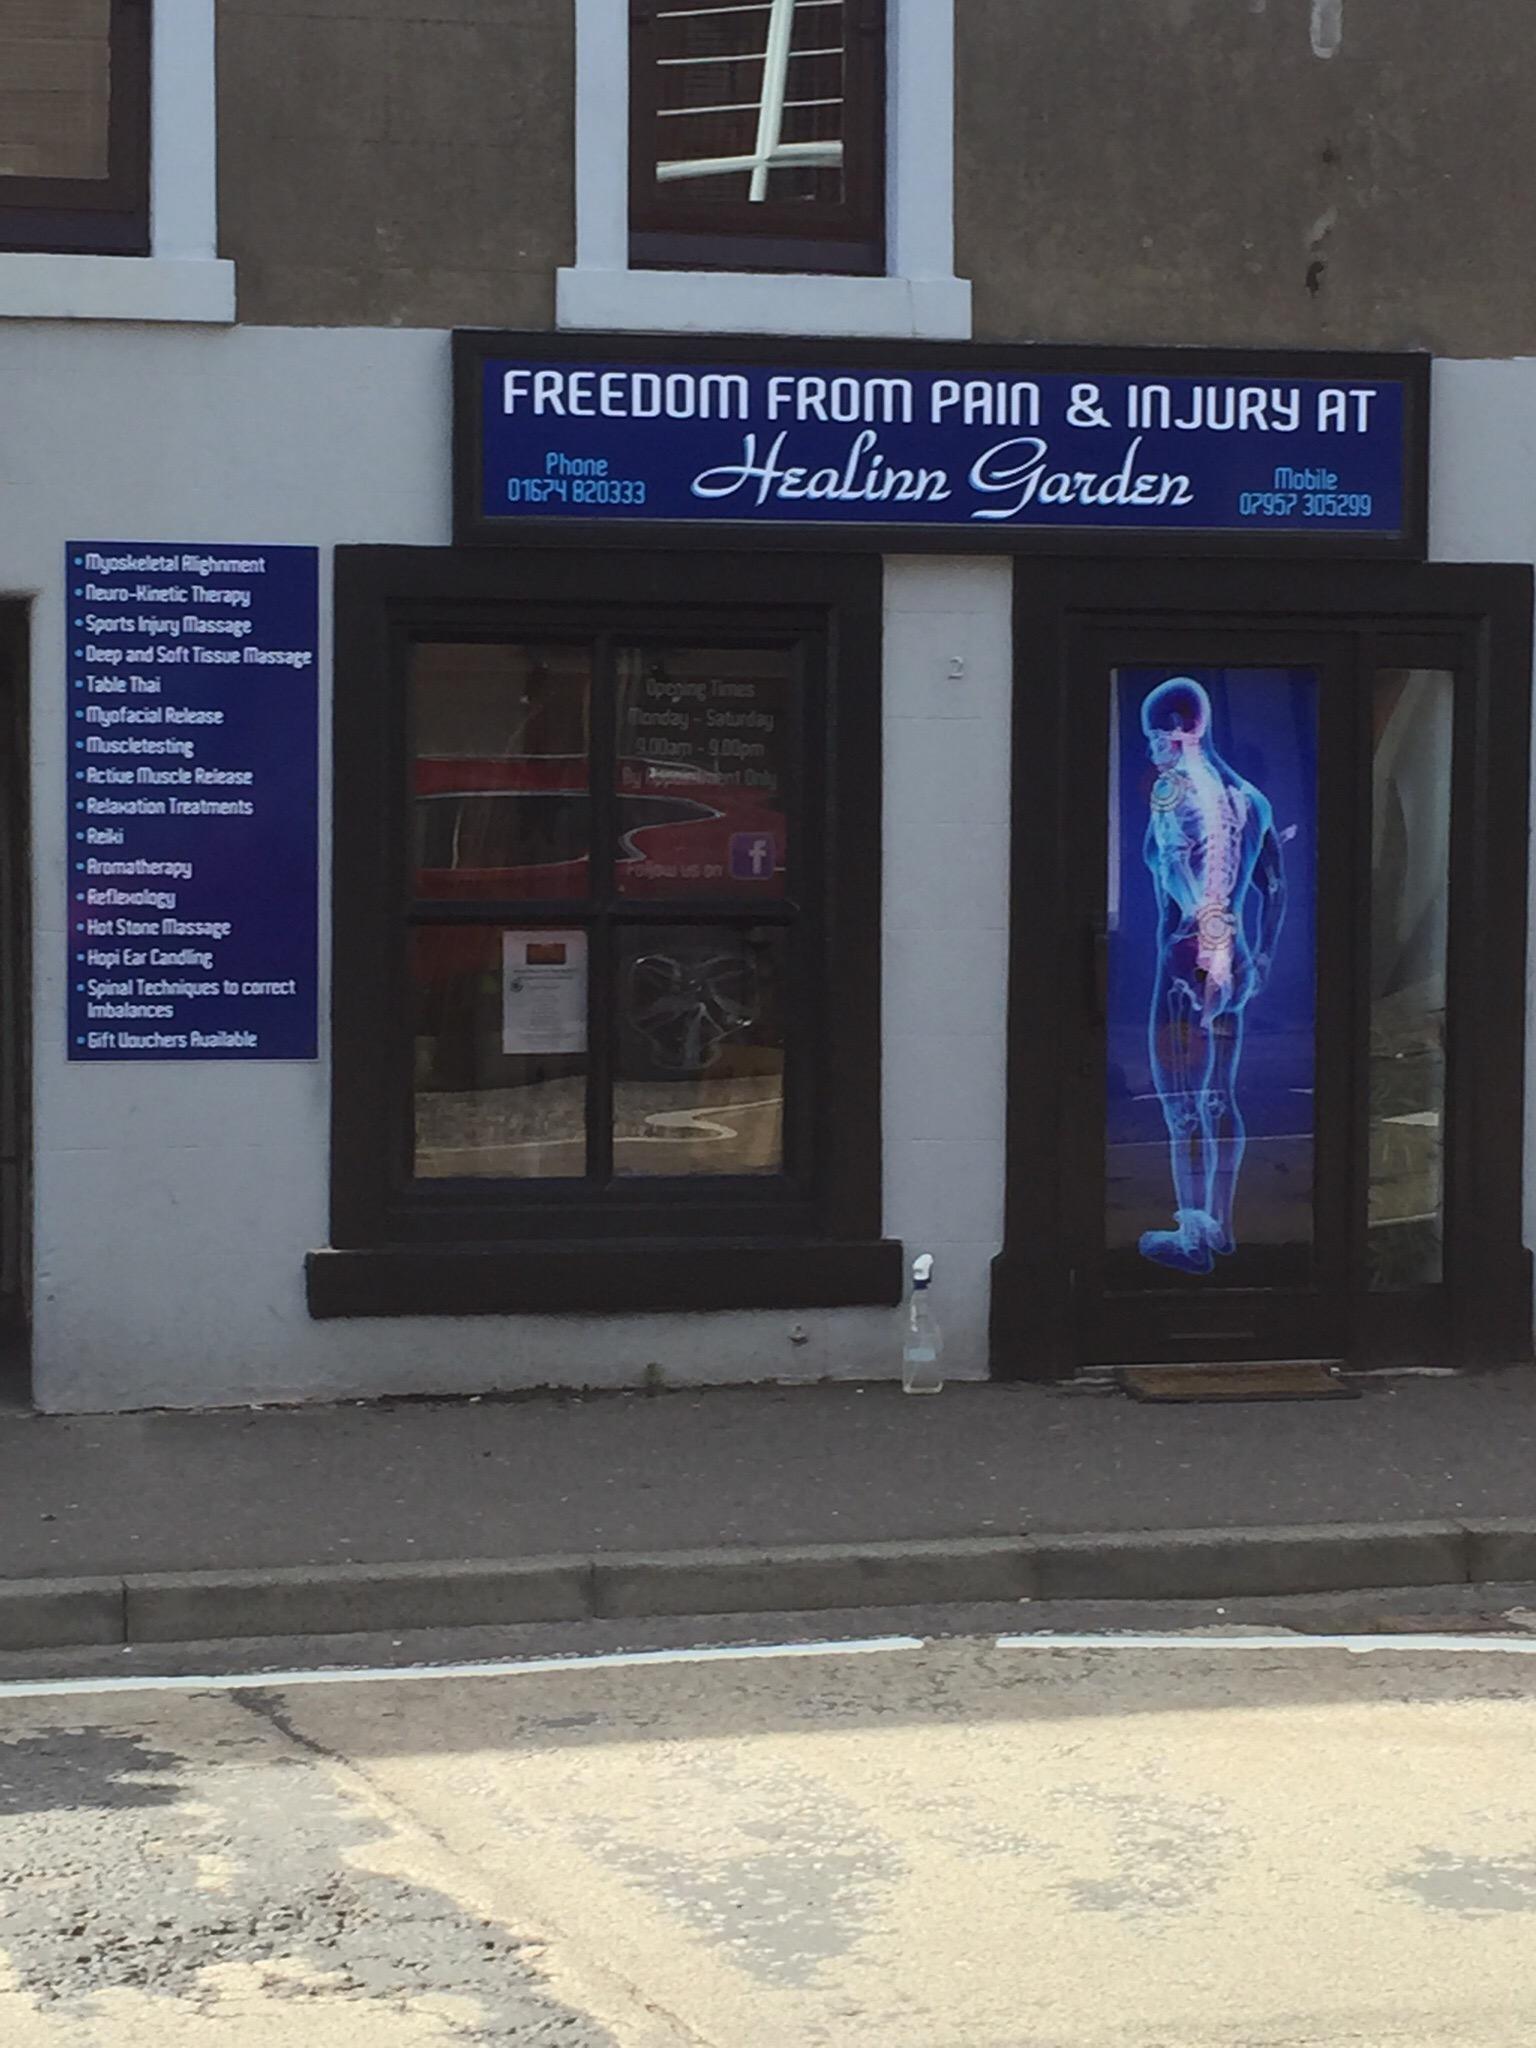 FREEDOM FROM PAIN & INJURY AT
Healinn Garden
Phone
01674 820333
Mobile
07957 305299
• Myoskeletal Alighnment
• Neuro-Kinetic Therapy
• Sports Injury Massage
• Deep and Soft Tissue Massage
• Table Thai
• Myofacial Release
• Muscletesting
• Active Muscle Release
• Relaxation Treatments
• Reiki
• Aromatherapy
• Reflexology
• Hot Stone Massage
• Hopi Ear Candling
• Spinal Techniques to correct
Imbalances
• Gift Vouchers Available
Opening Times
Monday - Saturday
9.00am - 9.00pm
By Appointment Only
Follow us on
f
2